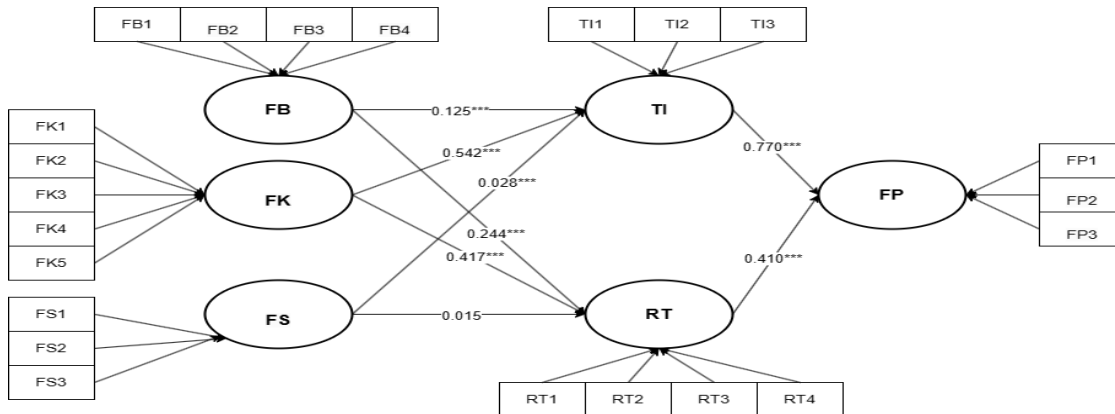 FB1 FB2 FB3 FB4
TI1 TI2 TI3
FB
0.125***
TI
FK1
FK2
FK3
FK4
FK5
0.542***
0.770***
0.028***
FK
FP
FP1
FP2
FP3
0.244***
0.417***
0.410***
FS1
FS2
FS3
FS
0.015
RT
RT1 RT2 RT3 RT4